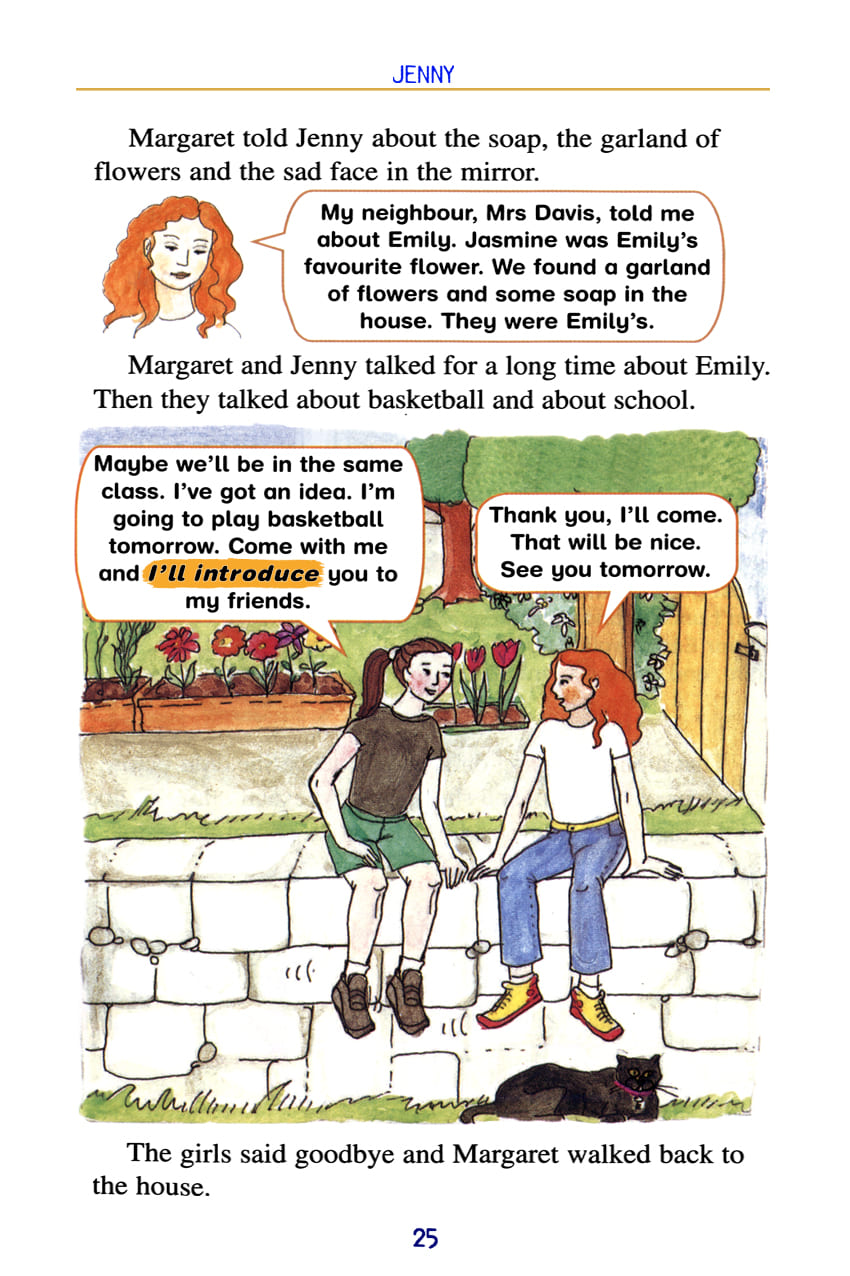 JENNY
Margaret told Jenny about the soap, the garland of
flowers and the sad face in the mirror.
My neighbour, Mrs Davis, told me
about Emily. Jasmine was Emily's
favourite flower. We found a garland
of flowers and some soap in the
house. They were Emily's.
Margaret and Jenny talked for a long time about Emily.
Then they talked about basketball and about school.
Maybe we'll be in the same
class. I've got an idea. I'm
going to play basketball
tomorrow. Come with me
and I'll introduce you to
my friends.
Thank you, I'll come.
That will be nice.
See you tomorrow.
The girls said goodbye and Margaret walked back to
the house.
25